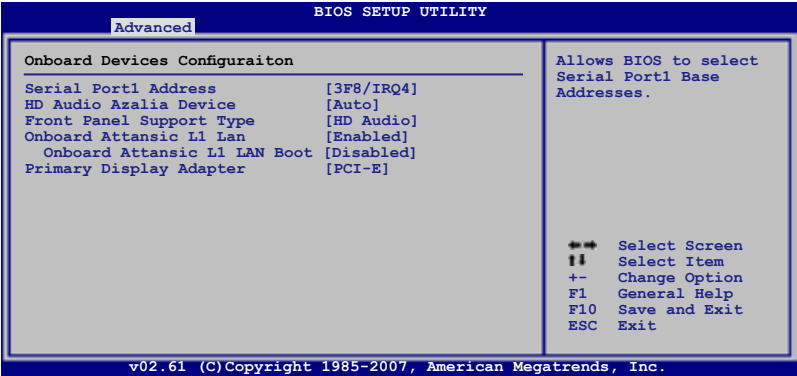 BIOS SETUP UTILITY
Advanced
Onboard Devices Configuraiton
Serial Port1 Address [3F8/IRQ4]
HD Audio Azalia Device [Auto]
Front Panel Support Type [HD Audio]
Onboard Attansic L1 Lan [Enabled]
Onboard Attansic L1 LAN Boot [Disabled]
Primary Display Adapter [PCI-E]
Allows BIOS to select
Serial Port1 Base
Addresses.
Select Screen
Select Item
+- Change Option
F1 General Help
F10 Save and Exit
ESC Exit
v02.61 (C)Copyright 1985-2007, American Megatrends, Inc.